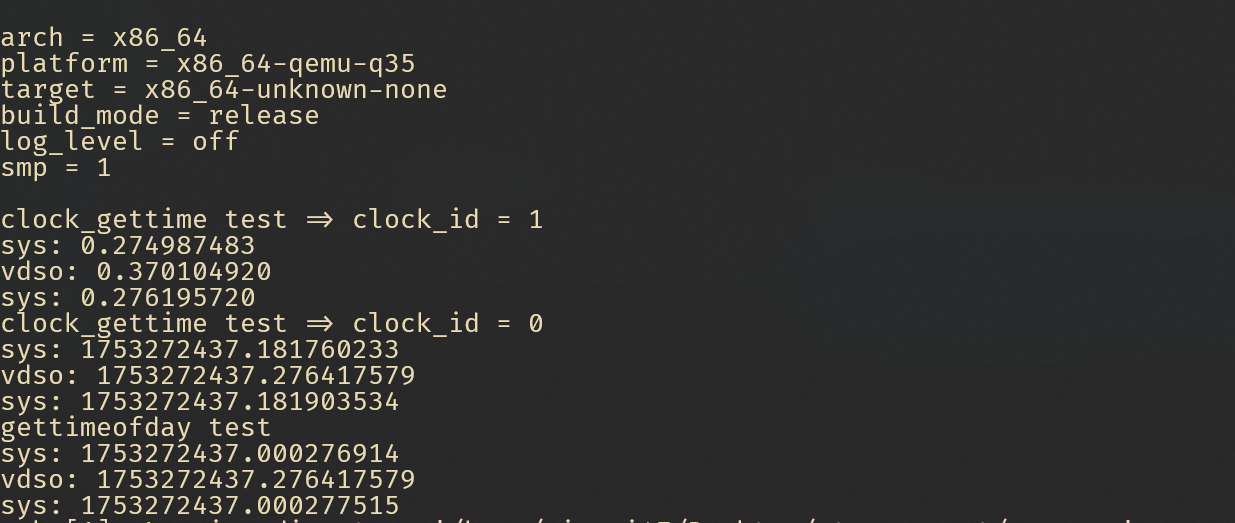 arch = x86_64
platform = x86_64-qemu-q35
target = x86_64-unknown-none
build_mode = release
log_level = off
smp = 1
clock_gettime test => clock_id = 1
sys: 0.274987483
vdso: 0.370104920
sys: 0.276195720
clock_gettime test => clock_id = 0
sys: 1753272437.181760233
vdso: 1753272437.276417579
sys: 1753272437.181903534
gettimeofday test
sys: 1753272437.000276914
vdso: 1753272437.276417579
sys: 1753272437.000277515